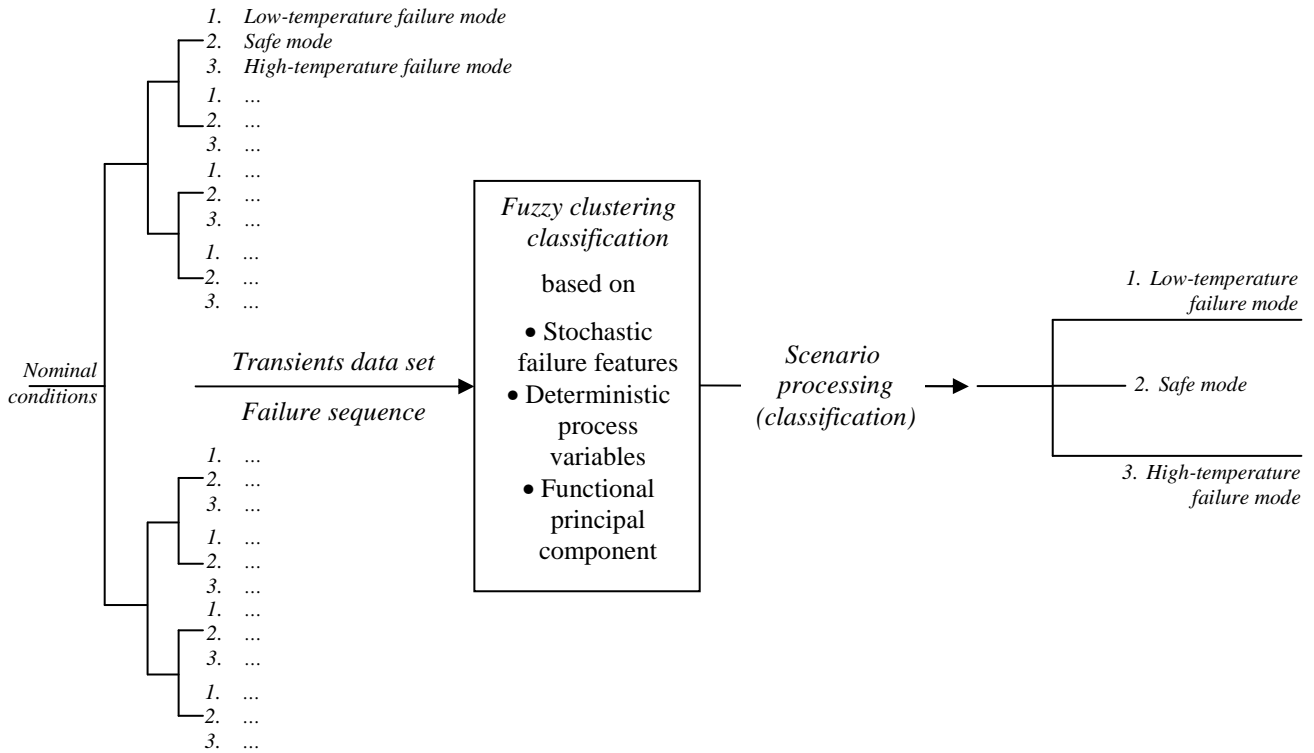 1. Low-temperature failure mode
2. Safe mode
3. High-temperature failure mode
1. ...
2. ...
3. ...
1. ...
2. ...
3. ...
1. ...
2. ...
3. ...
Nominal
conditions
Transients data set
Failure sequence
1. ...
2. ...
3. ...
1. ...
2. ...
3. ...
1. ...
2. ...
3. ...
1. ...
2. ...
3. ...
Fuzzy clustering
classification
based on
• Stochastic
failure features
• Deterministic
process
variables
• Functional
principal
component
Scenario
processing
(classification)
1. Low-temperature
failure mode
2. Safe mode
3. High-temperature
failure mode